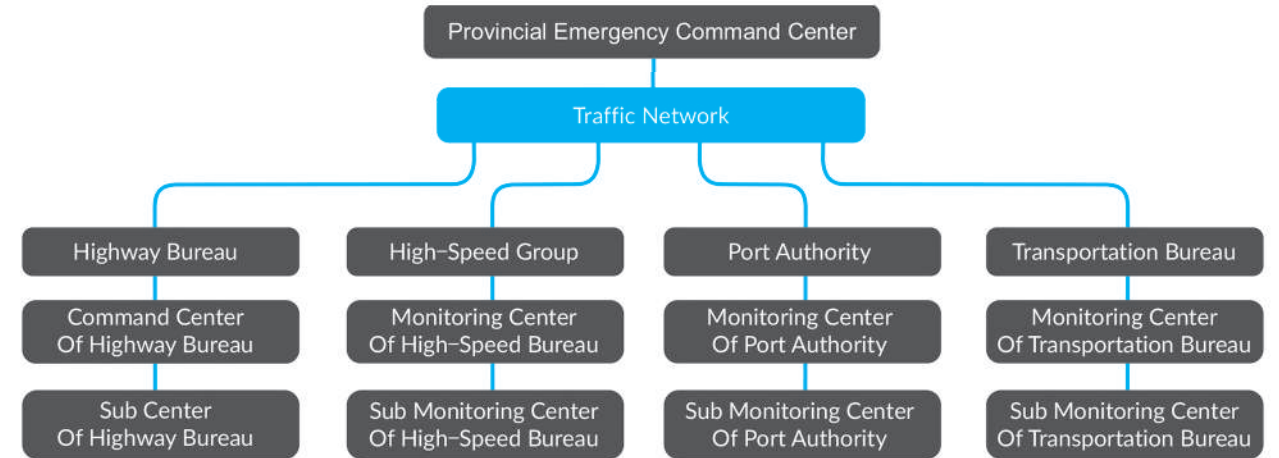 Provincial Emergency Command Center
Traffic Network
Highway Bureau
High-Speed Group
Port Authority
Transportation Bureau
Command Center
Of Highway Bureau
Monitoring Center
Of High-Speed Bureau
Monitoring Center
Of Port Authority
Monitoring Center
Of Transportation Bureau
Sub Center
Of Highway Bureau
Sub Monitoring Center
Of High-Speed Bureau
Sub Monitoring Center
Of Port Authority
Sub Monitoring Center
Of Transportation Bureau